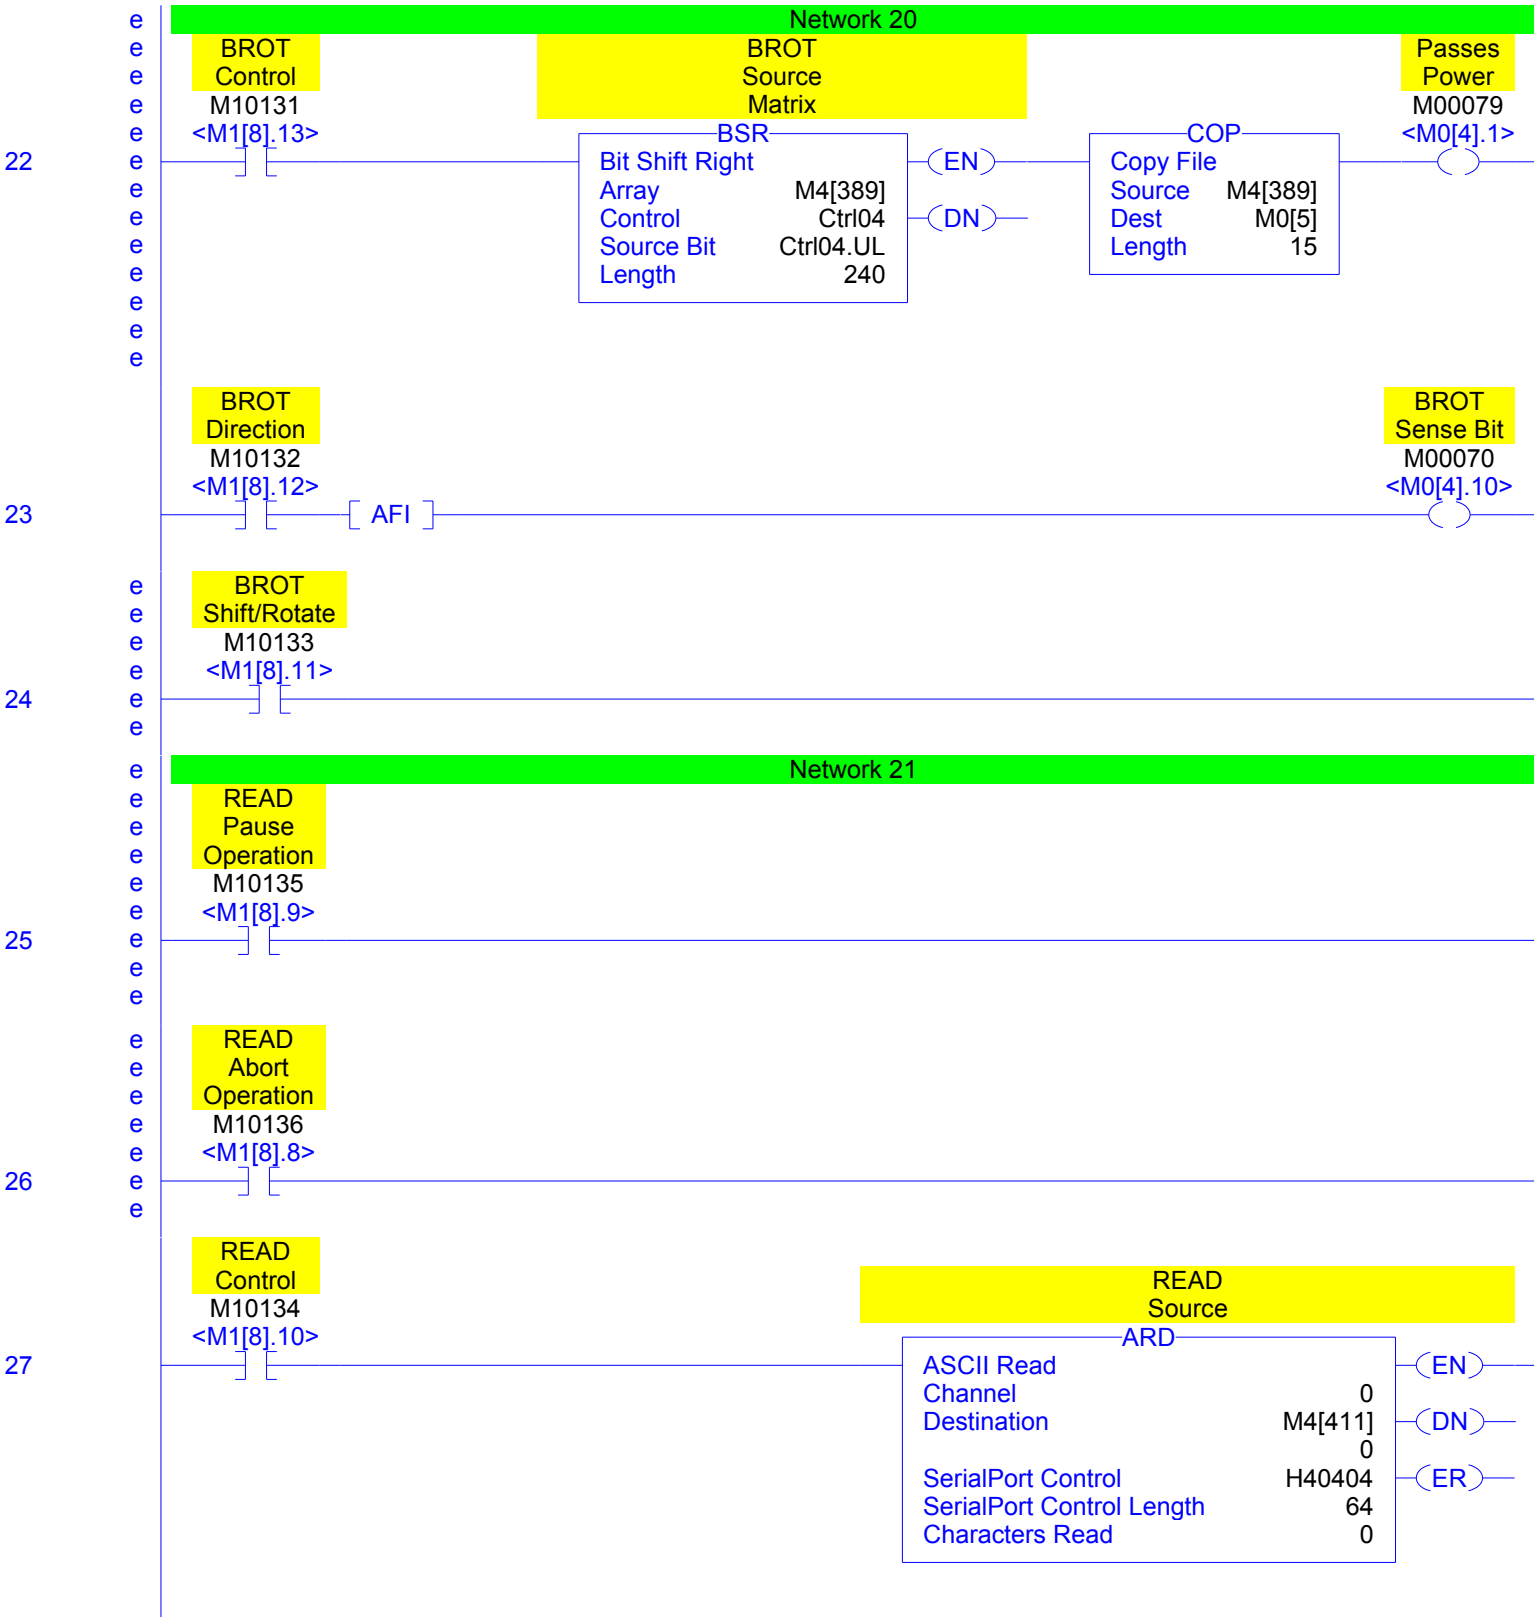 e Network 20
e BROT BROT Passes
e Control Source Power
e M10131 Matrix M00079
e <M1[8].13> BSR COP <M0[4].1>
22 e Bit Shift Right EN Copy File
e Array M4[389] Source M4[389]
e Control Ctrl04 DN Dest M0[5]
e Source Bit Ctrl04.UL Length 15
e Length 240
e
e
e
BROT BROT
Direction Sense Bit
M10132 M00070
<M1[8].12> <M0[4].10>
23 AFI
e BROT
e Shift/Rotate
e M10133
e <M1[8].11>
24 e
e
e Network 21
e READ
e Pause
e Operation
e M10135
e <M1[8].9>
25 e
e
e
e READ
e Abort
e Operation
e M10136
e <M1[8].8>
26 e
e
READ
Control READ
M10134 Source
<M1[8].10> ARD
27 ASCII Read EN
Channel 0
Destination M4[411] DN
0
SerialPort Control H40404 ER
SerialPort Control Length 64
Characters Read 0